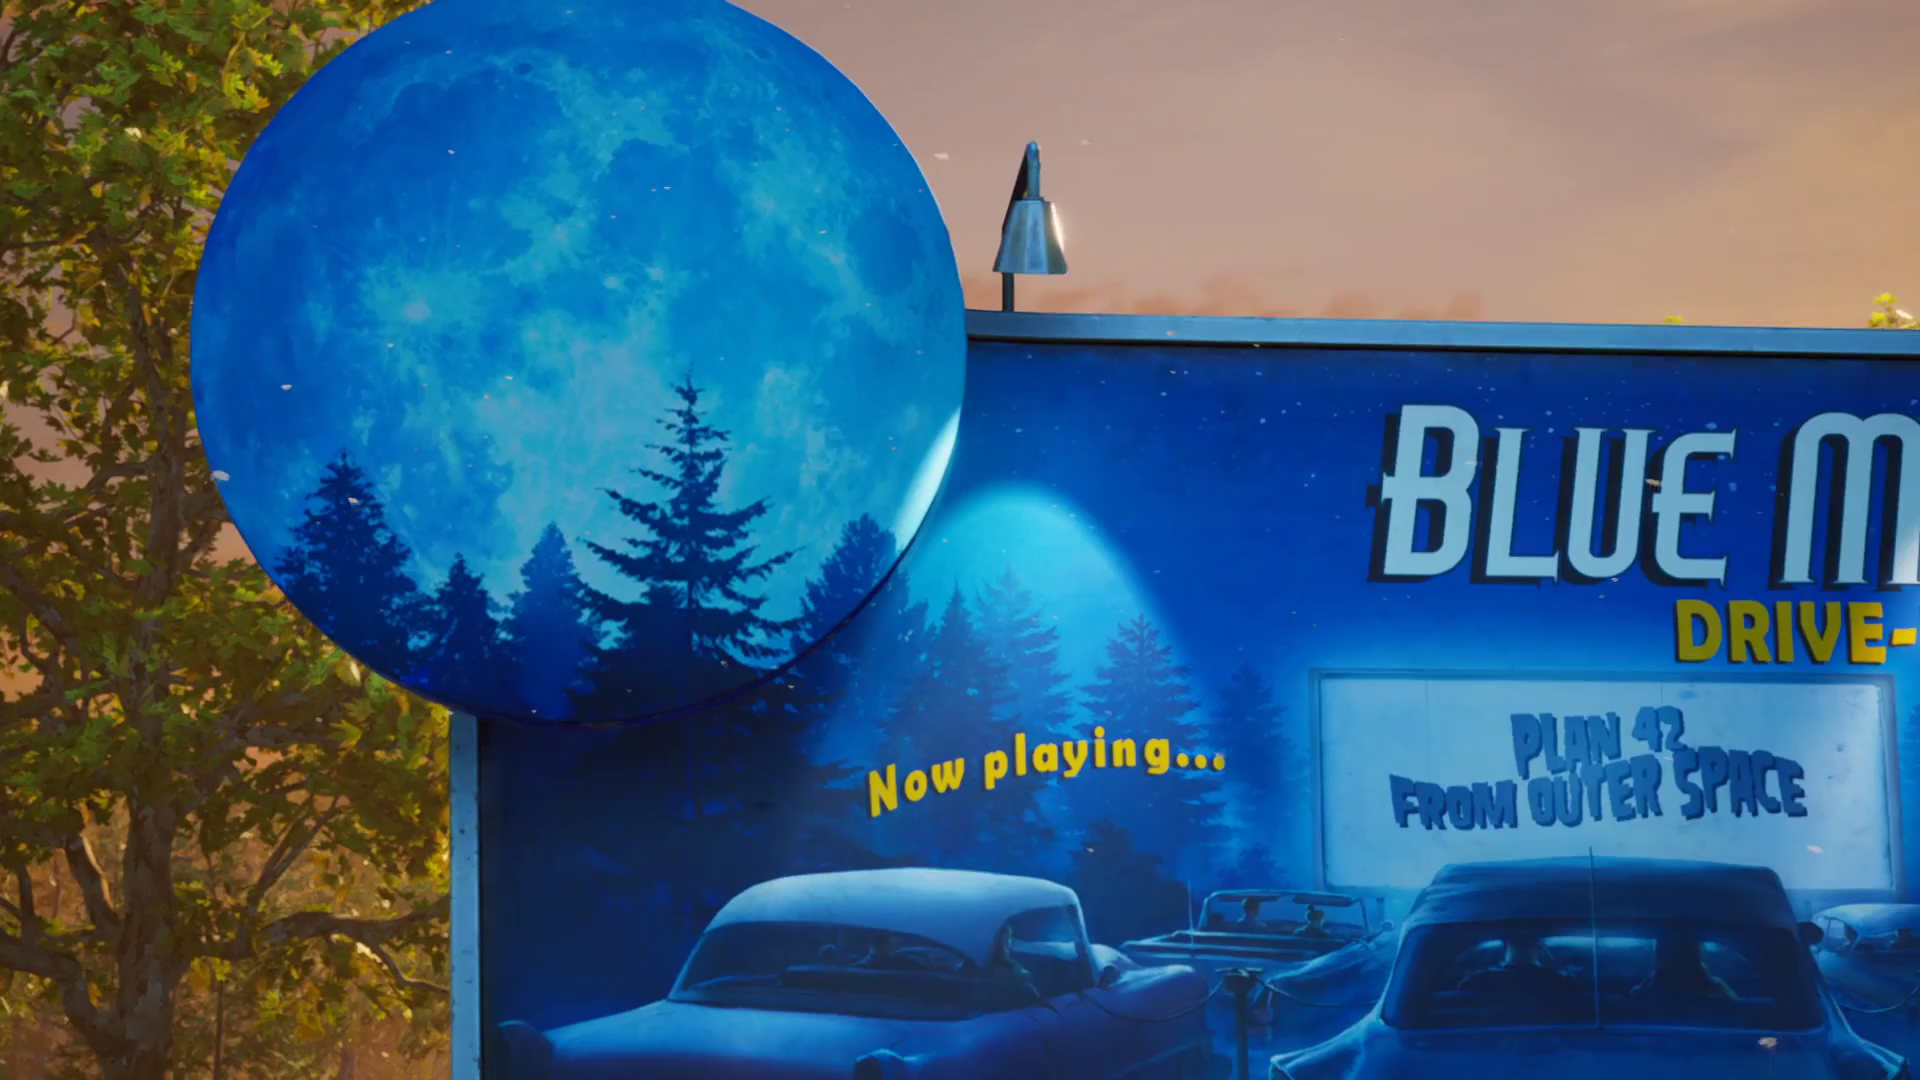 BLUE M
DRIVE-
Now playing...
PLAN 42
FROM OUTER SPACE